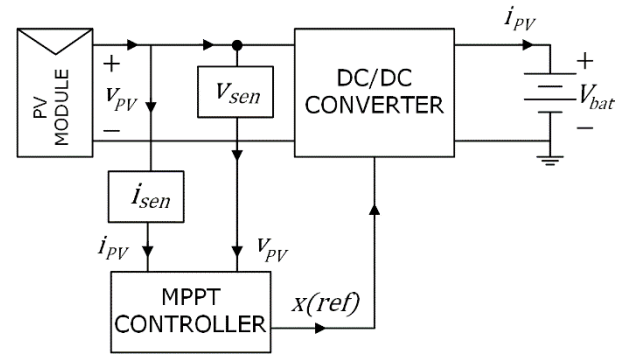 i_PV
PV
MODULE
+
v_PV
−
v_sen
DC/DC
CONVERTER
+
V_bat
−
i_sen
i_PV
v_PV
MPPT
CONTROLLER
x(ref)